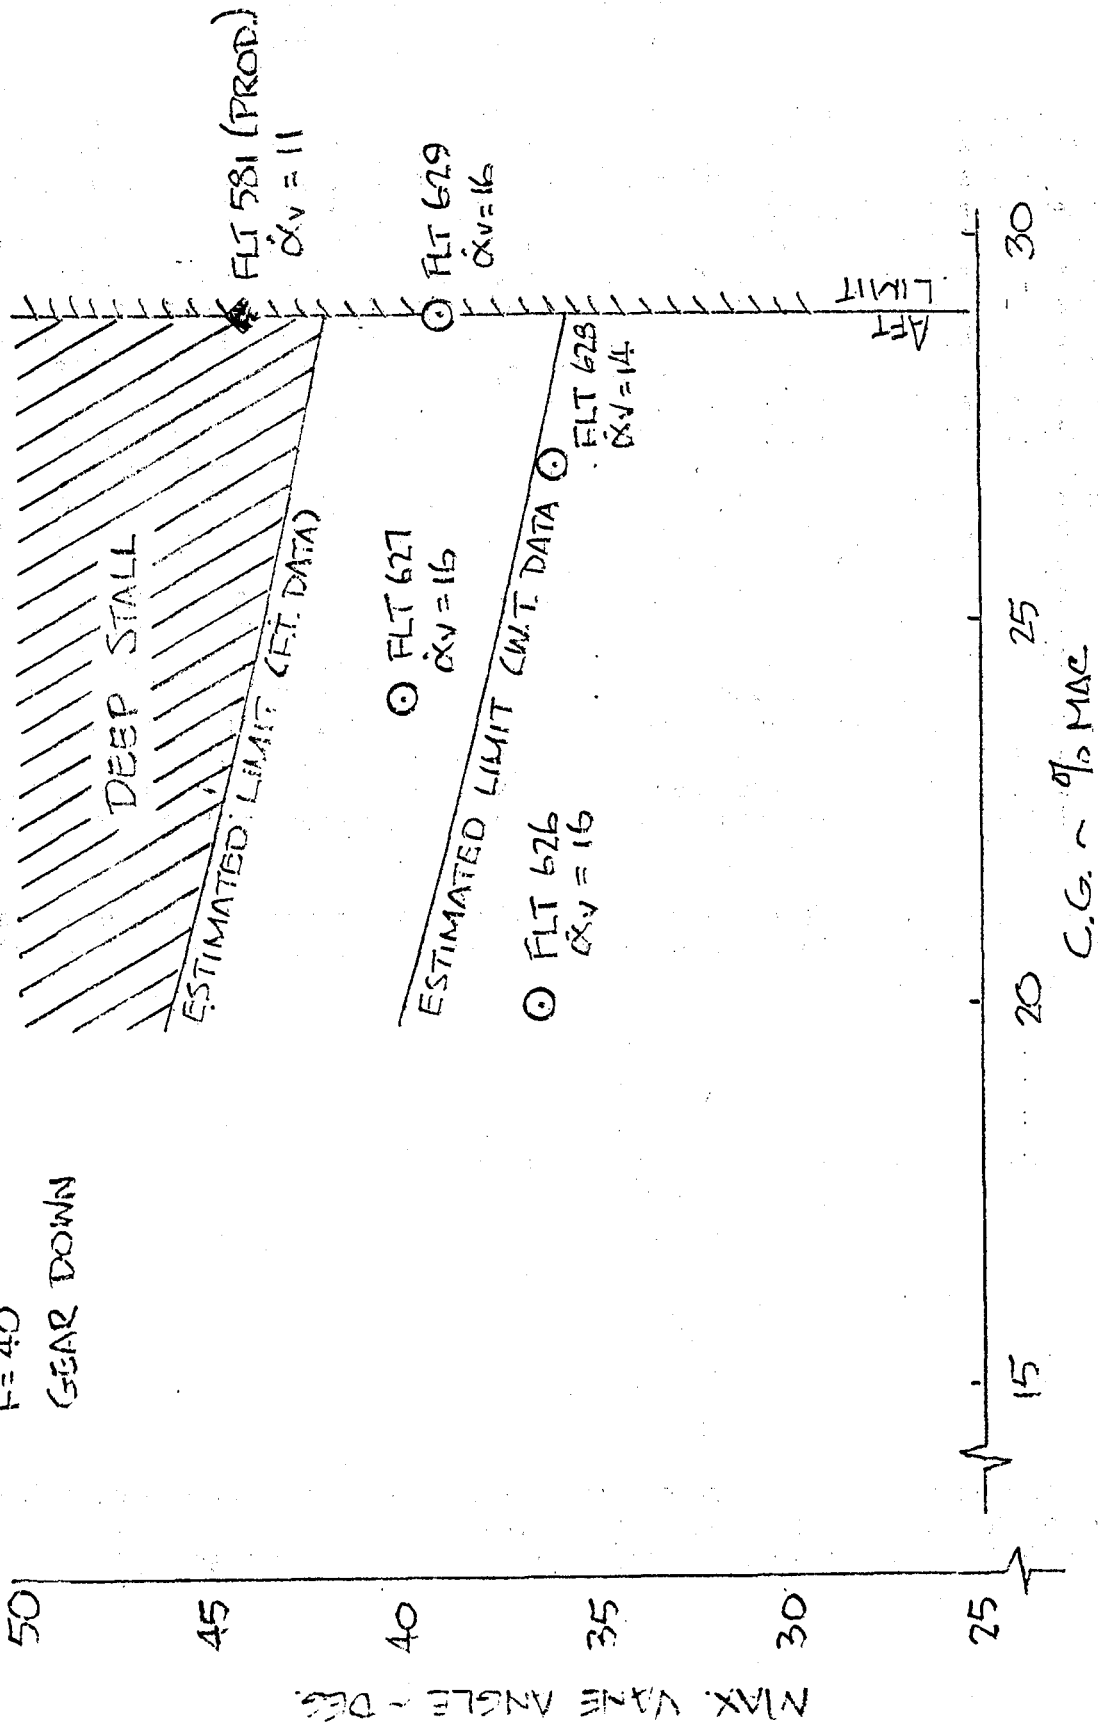 F=40
GEAR DOWN
DEEP STALL
ESTIMATED LIMIT (F.T. DATA)
FLT 581 (PROD.)
α̇v = 11
FLT 629
α̇v=16
FLT 627
α̇v=16
ESTIMATED LIMIT (W.T. DATA
FLT 628
α̇v=14
FLT 626
α̇v=16
AFT
LIMIT
MAX. VANE ANGLE ~ DEG.
50
45
40
35
30
25
15
20
25
30
C.G. ~ % MAC